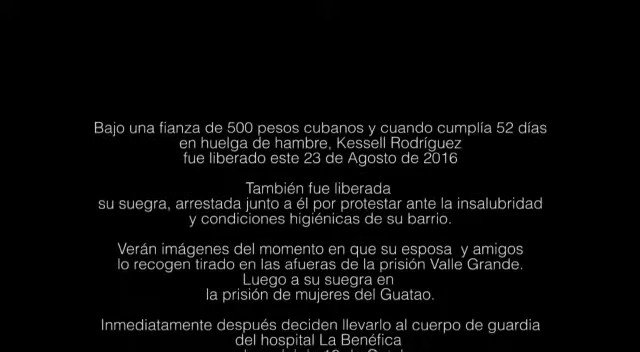 Bajo una fianza de 500 pesos cubanos y cuando cumplía 52 días
en huelga de hambre, Kessell Rodríguez
fue liberado este 23 de Agosto de 2016
También fue liberada
su suegra, arrestada junto a él por protestar ante la insalubridad
y condiciones higiénicas de su barrio.
Verán imágenes del momento en que su esposa y amigos
lo recogen tirado en las afueras de la prisión Valle Grande.
Luego a su suegra en
la prisión de mujeres del Guatao.
Inmediatamente después deciden llevarlo al cuerpo de guardia
del hospital La Benéfica